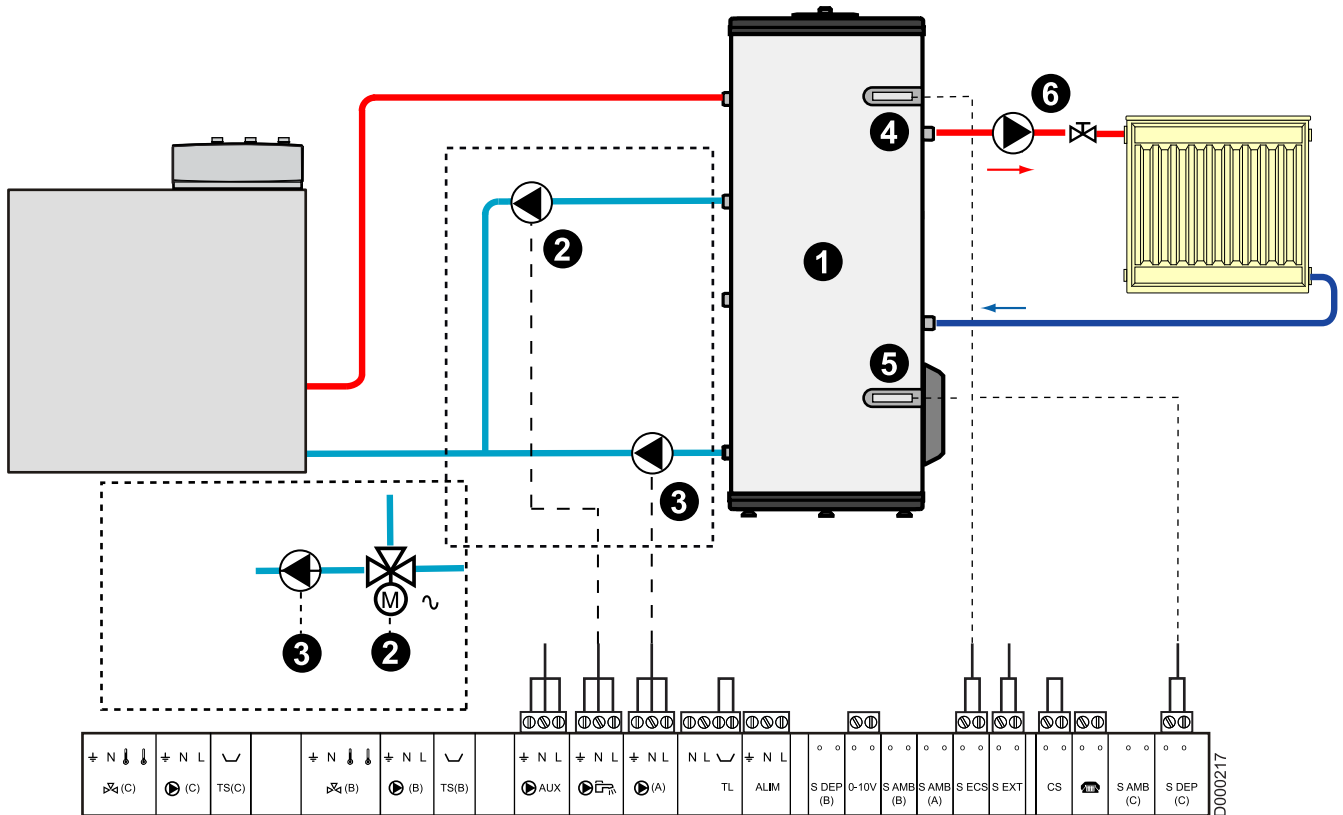 6
4
2
1
5
3
M
3 2
⏚ N
(C)
⏚ N L
(C)
TS(C)
⏚ N
(B)
⏚ N L
(B)
TS(B)
⏚ N L
AUX
⏚ N L
⏚ N L
(A)
N L
TL
⏚ N L
ALIM
S DEP
(B)
0-10V
S AMB
(B)
S AMB
(A)
S ECS
S EXT
CS
S AMB
(C)
S DEP
(C)
D000217